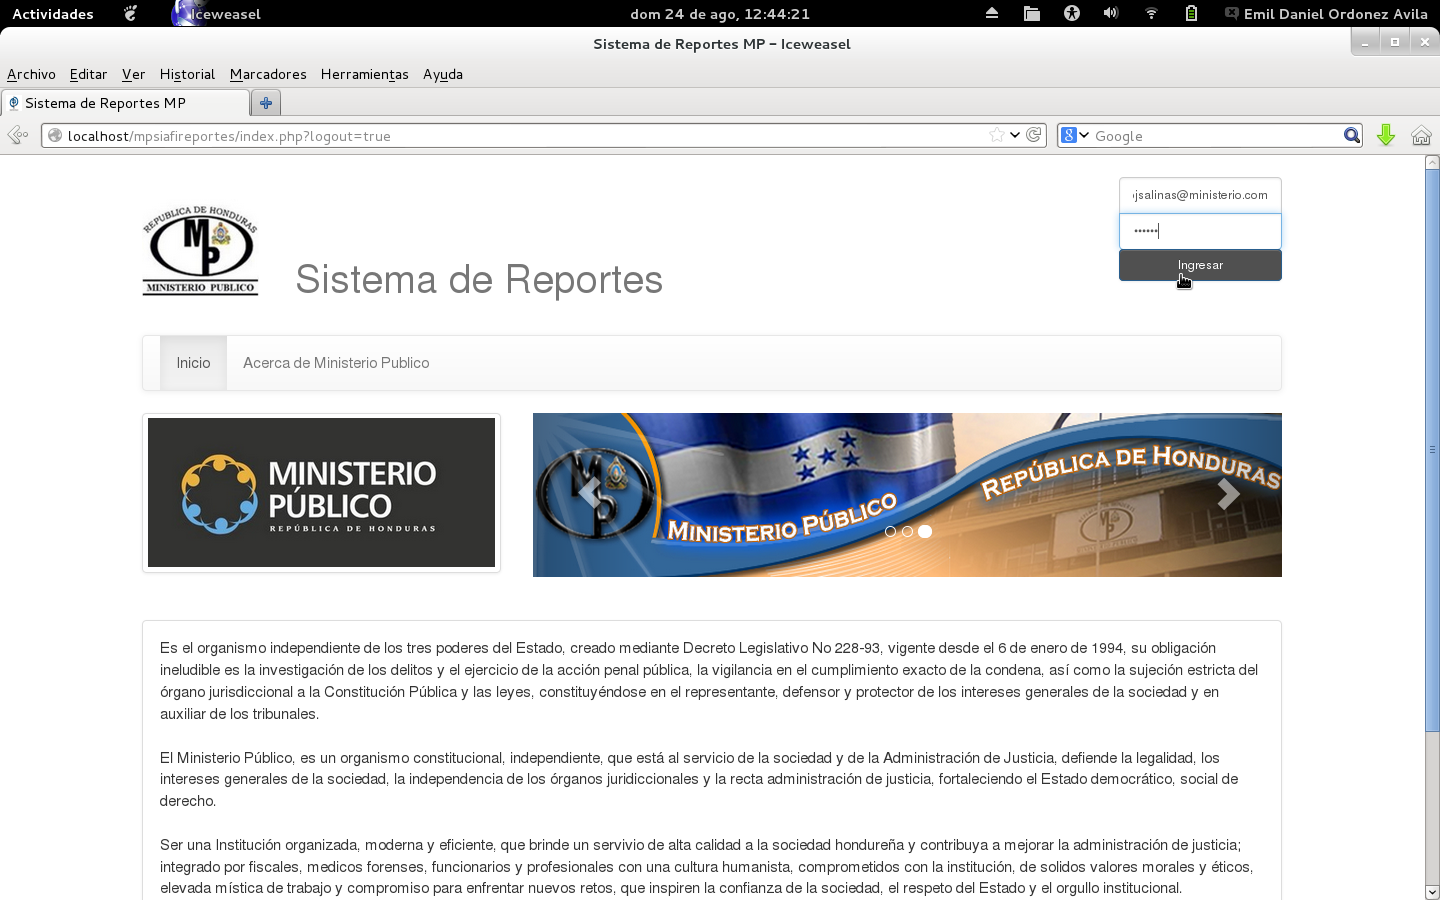 Actividades Iceweasel dom 24 de ago, 12:44:21 Emil Daniel Ordonez Avila
Sistema de Reportes MP - Iceweasel
Archivo Editar Ver Historial Marcadores Herramientas Ayuda
Sistema de Reportes MP
localhost/mpsiafireportes/index.php?logout=true
Google
jsalinas@ministerio.com
••••••
Ingresar
REPUBLICA DE HONDURAS
MP
MINISTERIO PUBLICO
Sistema de Reportes
Inicio Acerca de Ministerio Publico
MINISTERIO
PÚBLICO
REPÚBLICA DE HONDURAS
MP
MINISTERIO PÚBLICO
REPÚBLICA DE HONDURAS
Es el organismo independiente de los tres poderes del Estado, creado mediante Decreto Legislativo No 228-93, vigente desde el 6 de enero de 1994, su obligación
ineludible es la investigación de los delitos y el ejercicio de la acción penal pública, la vigilancia en el cumplimiento exacto de la condena, así como la sujeción estricta del
órgano jurisdiccional a la Constitución Pública y las leyes, constituyéndose en el representante, defensor y protector de los intereses generales de la sociedad y en
auxiliar de los tribunales.
El Ministerio Público, es un organismo constitucional, independiente, que está al servicio de la sociedad y de la Administración de Justicia, defiende la legalidad, los
intereses generales de la sociedad, la independencia de los órganos juridiccionales y la recta administración de justicia, fortaleciendo el Estado democrático, social de
derecho.
Ser una Institución organizada, moderna y eficiente, que brinde un servivio de alta calidad a la sociedad hondureña y contribuya a mejorar la administración de justicia;
integrado por fiscales, medicos forenses, funcionarios y profesionales con una cultura humanista, comprometidos con la institución, de solidos valores morales y éticos,
elevada mística de trabajo y compromiso para enfrentar nuevos retos, que inspiren la confianza de la sociedad, el respeto del Estado y el orgullo institucional.